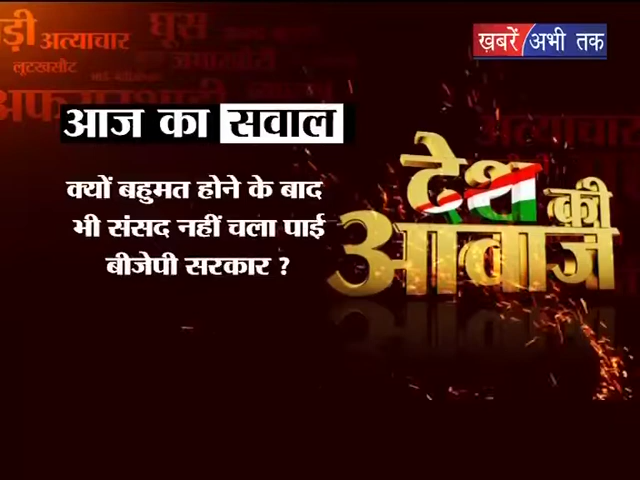 ड़ी अत्याचार
घूस
लूटखसोट
ख़बरें अभी तक
अत्याचार
आज का सवाल
क्यों बहुमत होने के बाद
भी संसद नहीं चला पाई
बीजेपी सरकार ?
देश की
आवाज